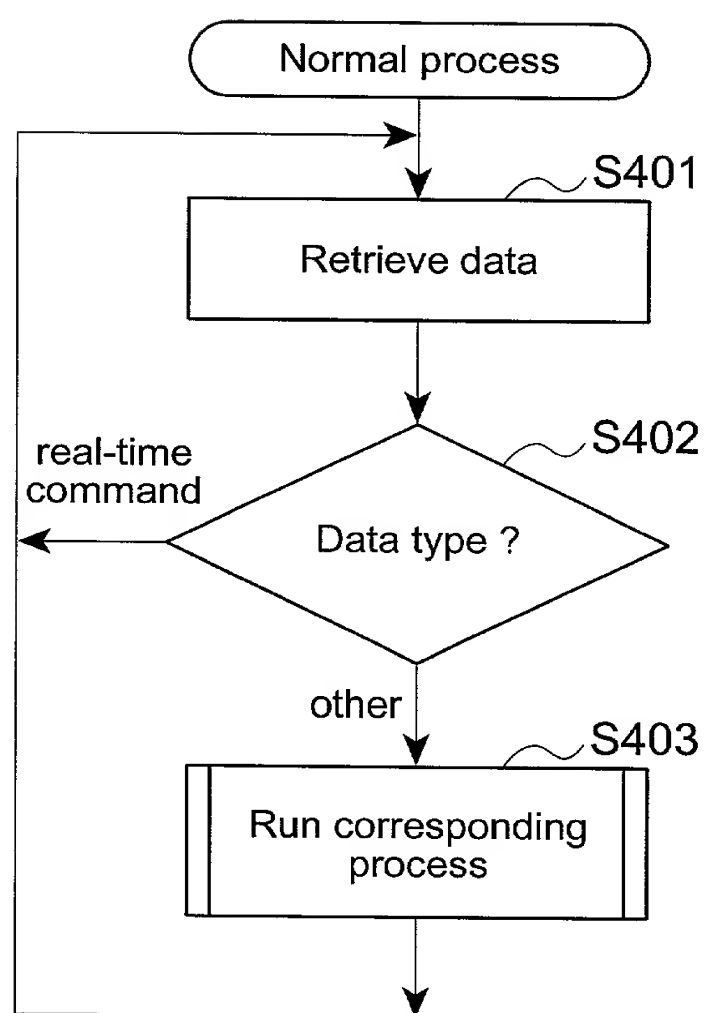 Normal process
S401
Retrieve data
S402
real-time
command
Data type ?
other
S403
Run corresponding
process